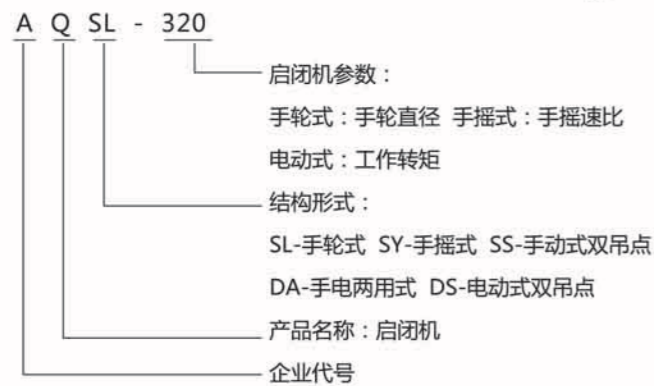 A Q SL - 320
启闭机参数：
手轮式：手轮直径 手摇式：手摇速比
电动式：工作转矩
结构形式：
SL-手轮式 SY-手摇式 SS-手动式双吊点
DA-手电两用式 DS-电动式双吊点
产品名称：启闭机
企业代号